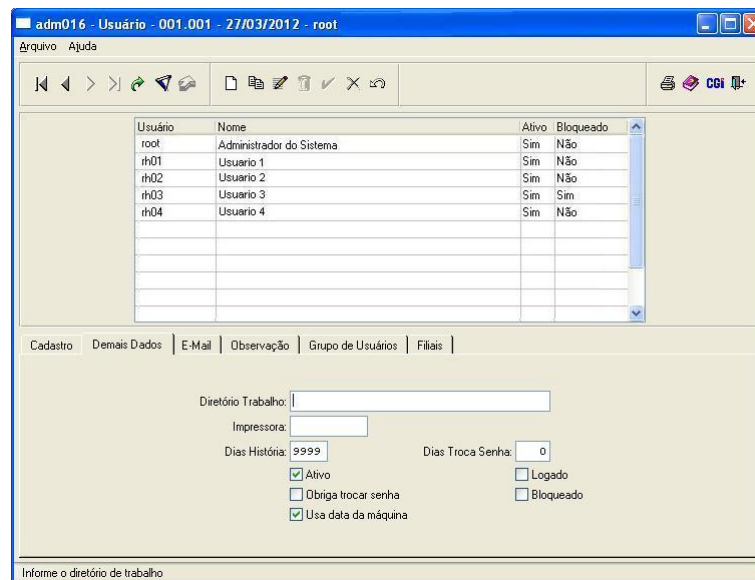 adm016 - Usuário - 001.001 - 27/03/2012 - root
Arquivo Ajuda
CGi
Usuário Nome Ativo Bloqueado
root Administrador do Sistema Sim Não
rh01 Usuario 1 Sim Não
rh02 Usuario 2 Sim Não
rh03 Usuario 3 Sim Sim
rh04 Usuario 4 Sim Não
Cadastro Demais Dados E-Mail Observação Grupo de Usuários Filiais
Diretório Trabalho:
Impressora:
Dias História: 9999 Dias Troca Senha: 0
Ativo Logado
Obriga trocar senha Bloqueado
Usa data da máquina
Informe o diretório de trabalho